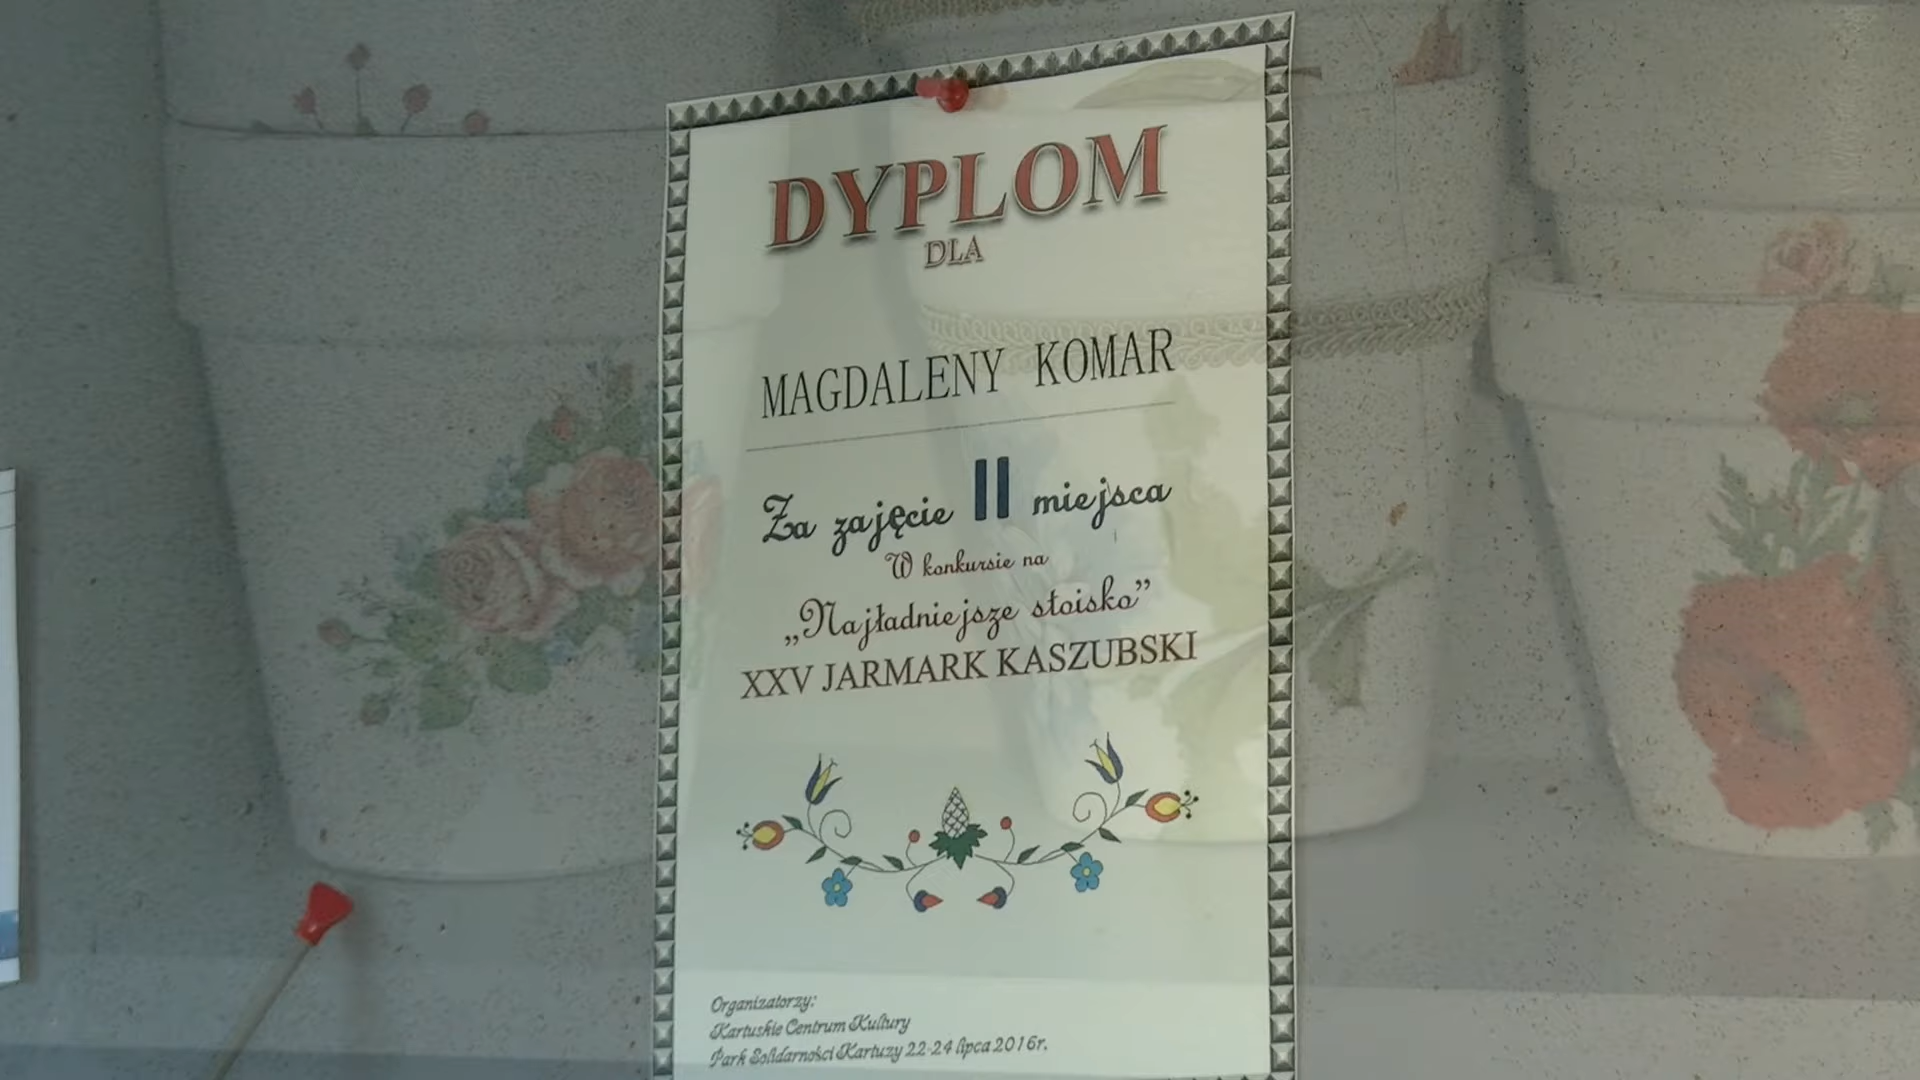 DYPLOM
DLA
MAGDALENY KOMAR
Za zajęcie II miejsca
W konkursie na
„Najładniejsze stoisko”
XXV JARMARK KASZUBSKI
Organizatorzy:
Kartuskie Centrum Kultury
Park Solidarności Kartuzy 22-24 lipca 2016r.